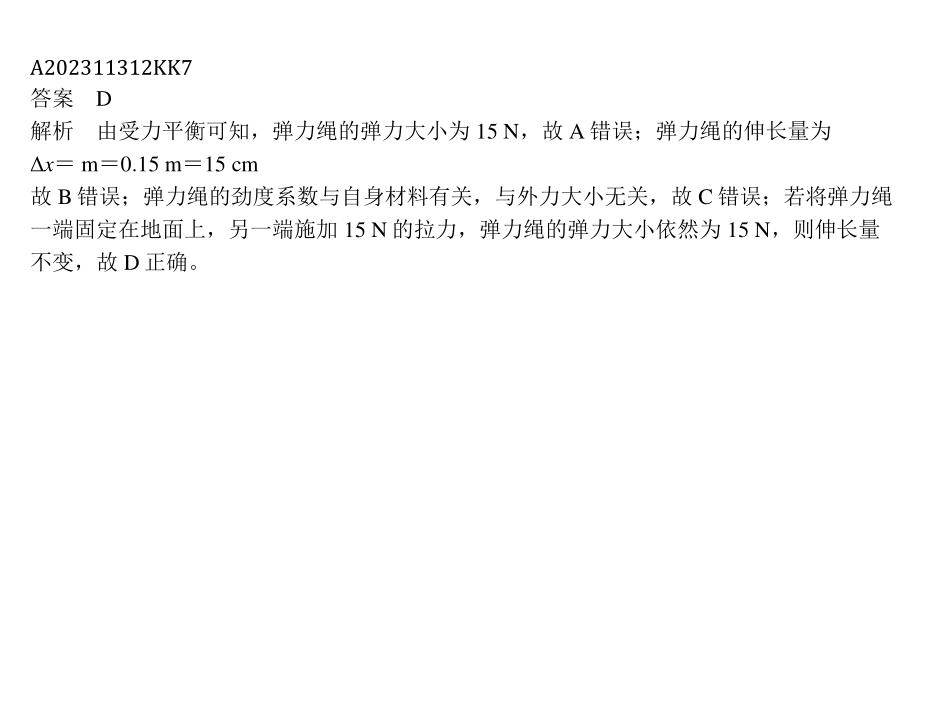 A202311312KK7
答案　D
解析　由受力平衡可知，弹力绳的弹力大小为 15 N，故 A 错误；弹力绳的伸长量为
Δx＝ m＝0.15 m＝15 cm
故 B 错误；弹力绳的劲度系数与自身材料有关，与外力大小无关，故 C 错误；若将弹力绳
一端固定在地面上，另一端施加 15 N 的拉力，弹力绳的弹力大小依然为 15 N，则伸长量
不变，故 D 正确。